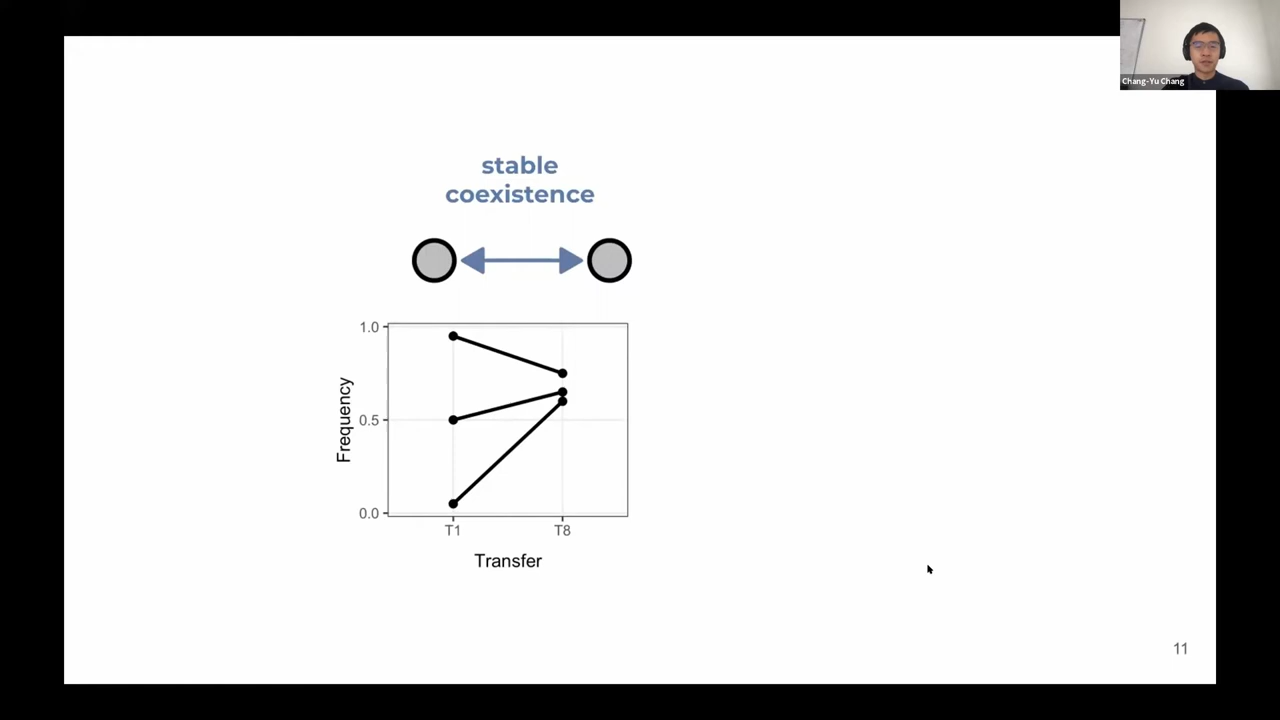 Chang-Yu Chang
stable
coexistence
1.0
0.5
0.0
Frequency
T1 T8
Transfer
11